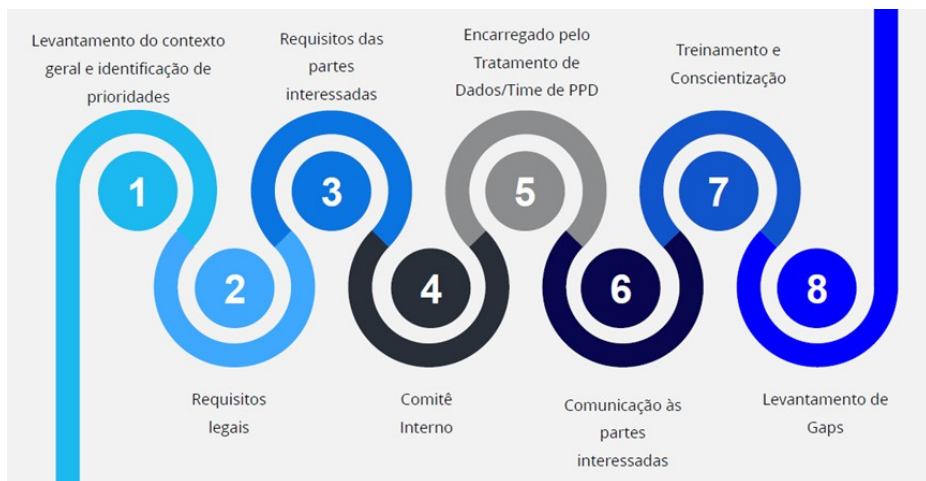 Levantamento do contexto
geral e identificação de
prioridades
1
Requisitos
legais
2
Requisitos das
partes
interessadas
3
Comitê
Interno
4
Encarregado pelo
Tratamento de
Dados/Time de PPD
5
Comunicação às
partes
interessadas
6
Treinamento e
Conscientização
7
Levantamento de
Gaps
8